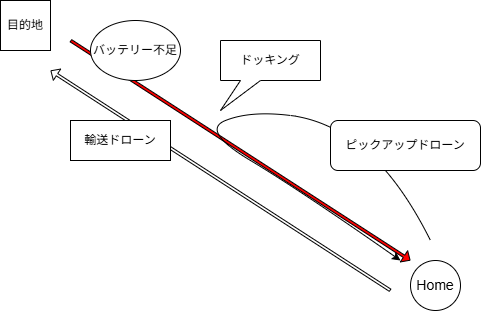 目的地
バッテリー不足
ドッキング
輸送ドローン
ピックアップドローン
Home